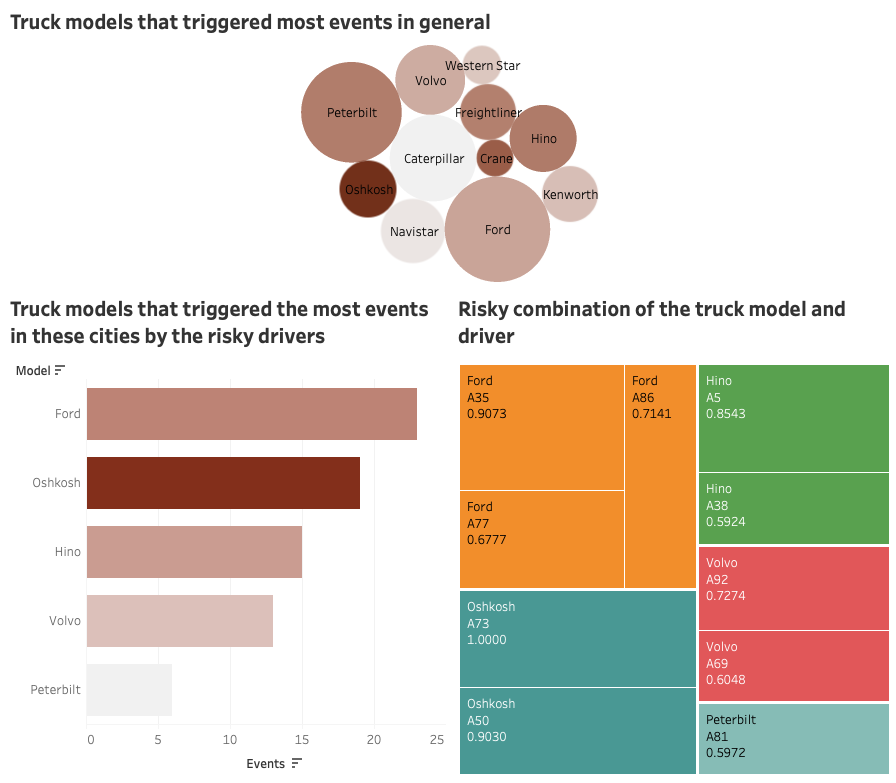 Truck models that triggered most events in general
Western Star
Volvo
Peterbilt
Freightliner
Hino
Caterpillar
Crane
Oshkosh
Kenworth
Navistar
Ford
Truck models that triggered the most events
in these cities by the risky drivers
Model
Ford
Oshkosh
Hino
Volvo
Peterbilt
0 5 10 15 20 25
Events
Risky combination of the truck model and
driver
Ford
A35
0.9073
Ford
A86
0.7141
Ford
A77
0.6777
Oshkosh
A73
1.0000
Oshkosh
A50
0.9030
Hino
A5
0.8543
Hino
A38
0.5924
Volvo
A92
0.7274
Volvo
A69
0.6048
Peterbilt
A81
0.5972